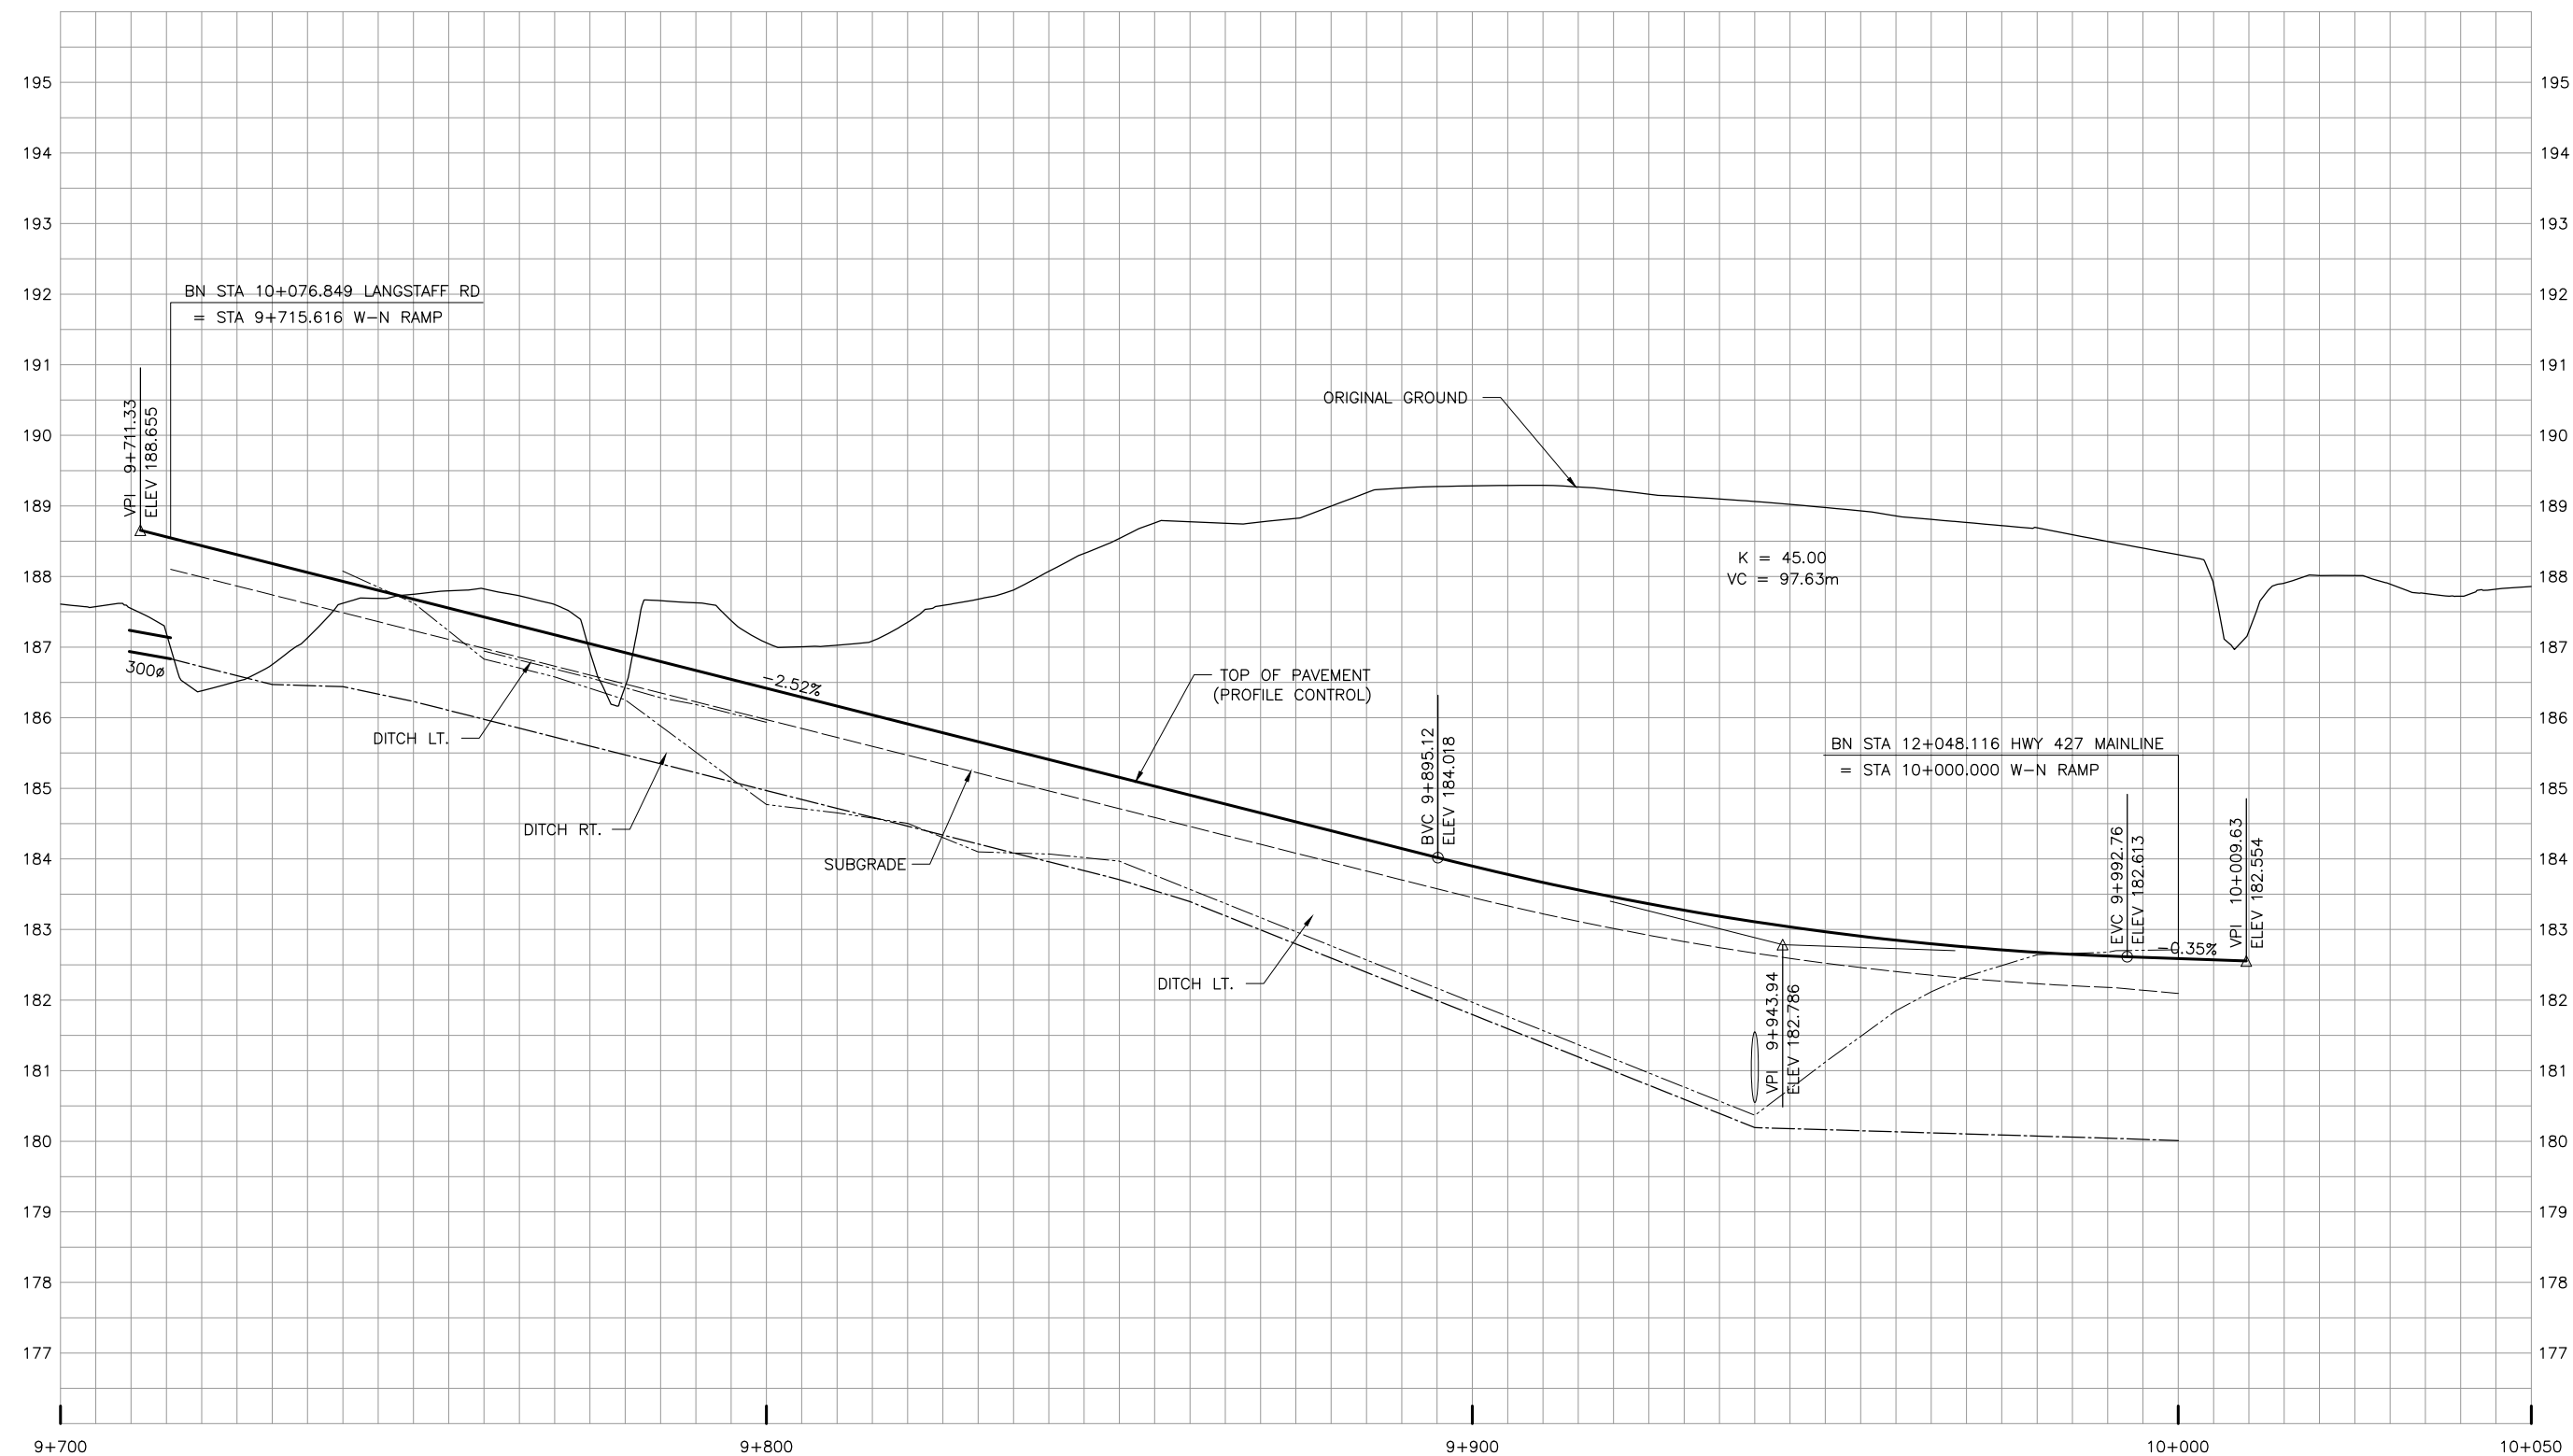 195 195
194 194
193 193
192 192
191 191
190 190
189 189
188 188
187 187
186 186
185 185
184 184
183 183
182 182
181 181
180 180
179 179
178 178
177 177
BN STA 10+076.849 LANGSTAFF RD
= STA 9+715.616 W-N RAMP
VPI 9+711.33
ELEV 188.655
300ø
ORIGINAL GROUND
K = 45.00
VC = 97.63m
-2.52%
TOP OF PAVEMENT
(PROFILE CONTROL)
DITCH LT.
DITCH RT.
SUBGRADE
BVC 9+895.12
ELEV 184.018
BN STA 12+048.116 HWY 427 MAINLINE
= STA 10+000.000 W-N RAMP
EVC 9+992.76
ELEV 182.613
VPI 10+009.63
ELEV 182.554
-0.35%
DITCH LT.
VPI 9+943.94
ELEV 182.786
9+700 9+800 9+900 10+000 10+050